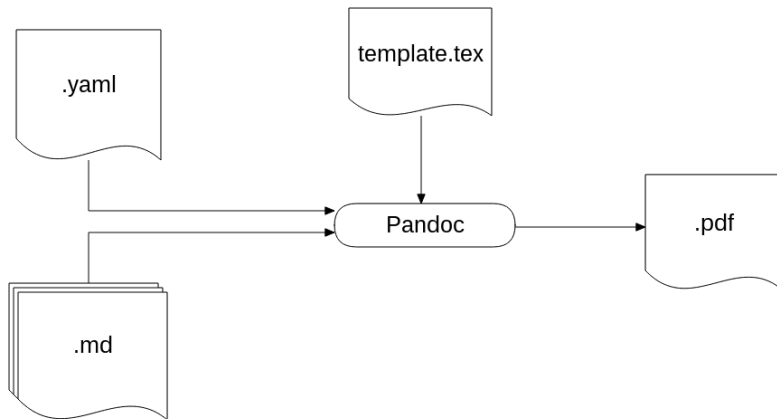 template.tex
.yaml
Pandoc
.pdf
.md